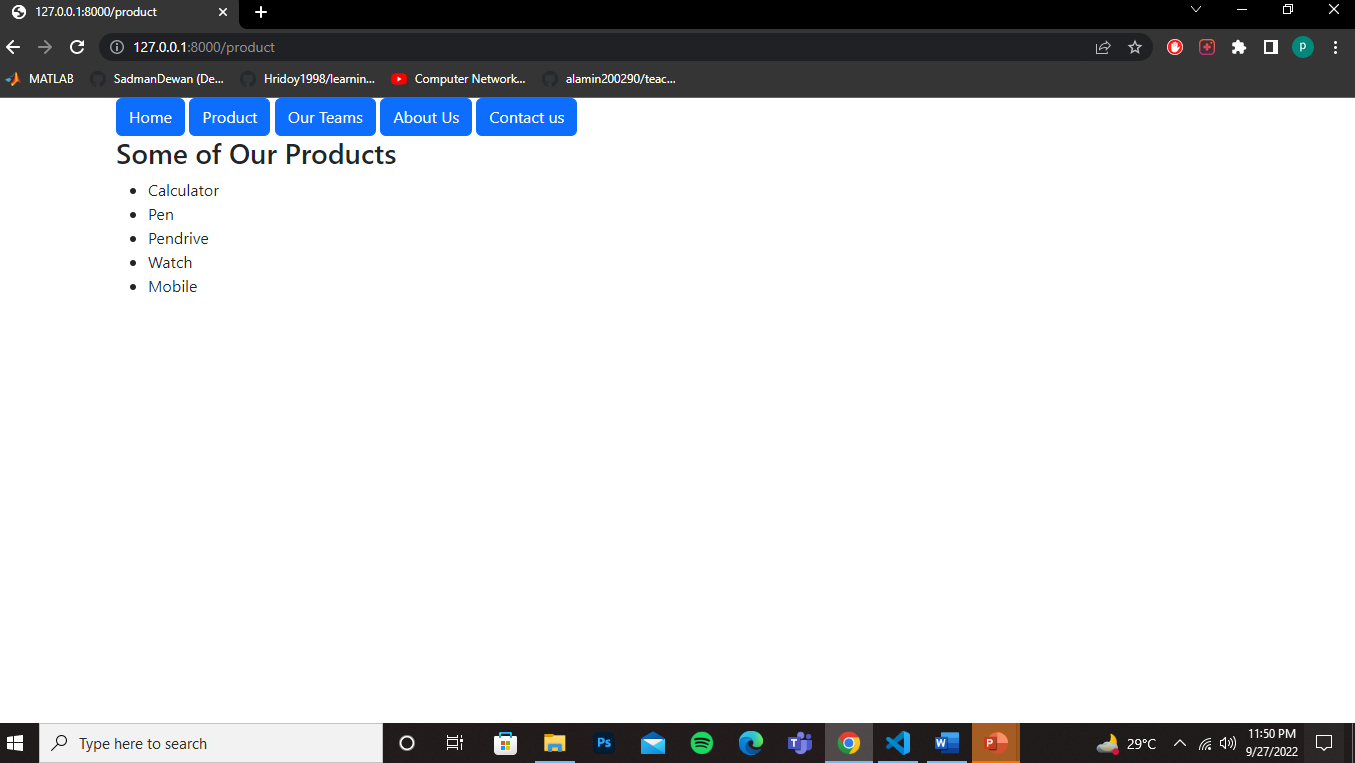 127.0.0.1:8000/product
127.0.0.1:8000/product
P
MATLAB SadmanDewan (De... Hridoy1998/learnin... Computer Network... alamin200290/teac...
Home Product Our Teams About Us Contact us
Some of Our Products
Calculator
Pen
Pendrive
Watch
Mobile
Type here to search
Ps
T
W
P
29°C
11:50 PM
9/27/2022